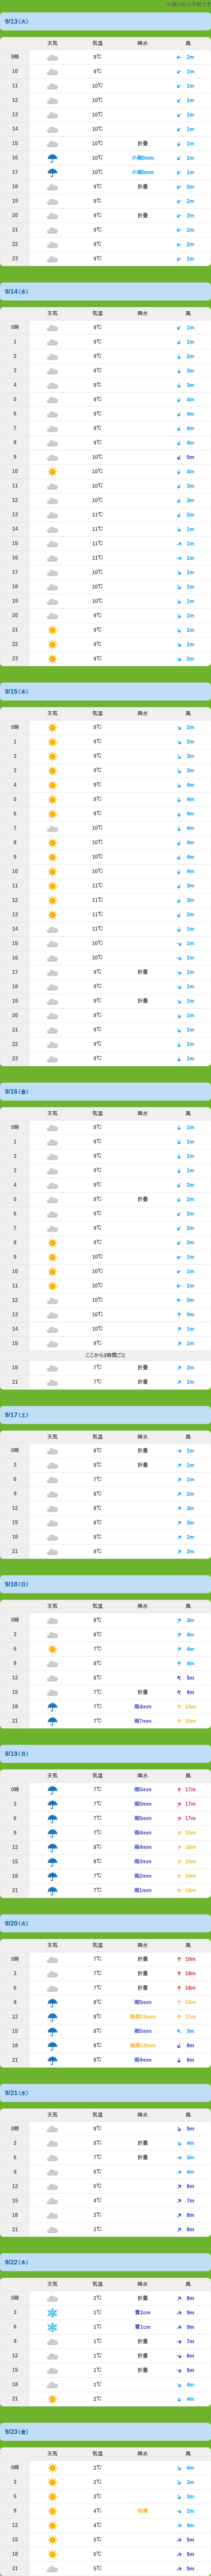 9/13(火)
天気 気温 降水 風
9時 9℃ 2m
10 9℃ 1m
11 10℃ 1m
12 10℃ 1m
13 10℃ 1m
14 10℃ 1m
15 10℃ 折畳 1m
16 10℃ 小雨0mm 1m
17 10℃ 小雨0mm 1m
18 9℃ 折畳 2m
19 9℃ 2m
20 9℃ 折畳 2m
21 9℃ 2m
22 9℃ 2m
23 9℃ 1m
9/14(水)
天気 気温 降水 風
0時 9℃ 1m
1 9℃ 1m
2 9℃ 2m
3 9℃ 3m
4 9℃ 3m
5 9℃ 4m
6 9℃ 4m
7 9℃ 4m
8 9℃ 4m
9 10℃ 5m
10 10℃ 4m
11 10℃ 3m
12 10℃ 3m
13 11℃ 2m
14 11℃ 1m
15 11℃ 1m
16 11℃ 1m
17 10℃ 1m
18 10℃ 1m
19 10℃ 1m
20 10℃ 1m
21 9℃ 1m
22 9℃ 1m
23 9℃ 2m
9/15(木)
天気 気温 降水 風
0時 9℃ 2m
1 9℃ 2m
2 9℃ 3m
3 9℃ 3m
4 9℃ 4m
5 9℃ 4m
6 9℃ 4m
7 10℃ 4m
8 10℃ 4m
9 10℃ 4m
10 10℃ 4m
11 11℃ 3m
12 11℃ 3m
13 11℃ 2m
14 11℃ 1m
15 10℃ 1m
16 10℃ 1m
17 9℃ 折畳 1m
18 9℃ 1m
19 9℃ 折畳 1m
20 9℃ 1m
21 9℃ 1m
22 9℃ 1m
23 9℃ 1m
9/16(金)
天気 気温 降水 風
0時 9℃ 1m
1 9℃ 1m
2 9℃ 1m
3 9℃ 1m
4 9℃ 2m
5 9℃ 折畳 2m
6 9℃ 2m
7 9℃ 2m
8 9℃ 2m
9 10℃ 1m
10 10℃ 1m
11 10℃ 1m
12 10℃ 0m
13 10℃ 0m
14 10℃ 1m
15 9℃ 1m
ここから3時間ごと
18 7℃ 折畳 2m
21 7℃ 折畳 1m
9/17(土)
天気 気温 降水 風
0時 8℃ 折畳 1m
3 8℃ 折畳 1m
6 7℃ 1m
9 8℃ 2m
12 8℃ 3m
15 8℃ 3m
18 8℃ 2m
21 8℃ 2m
9/18(日)
天気 気温 降水 風
0時 8℃ 3m
3 8℃ 4m
6 7℃ 4m
9 8℃ 4m
12 8℃ 5m
15 7℃ 折畳 9m
18 7℃ 雨4mm 13m
21 7℃ 雨7mm 15m
9/19(月)
天気 気温 降水 風
0時 7℃ 雨5mm 17m
3 7℃ 雨5mm 17m
6 7℃ 雨5mm 17m
9 7℃ 雨4mm 16m
12 8℃ 雨4mm 16m
15 8℃ 雨3mm 15m
18 7℃ 雨2mm 15m
21 7℃ 雨1mm 16m
9/20(火)
天気 気温 降水 風
0時 7℃ 折畳 18m
3 7℃ 折畳 18m
6 8℃ 折畳 18m
9 8℃ 雨5mm 15m
12 8℃ 強雨15mm 11m
15 8℃ 雨5mm 3m
18 8℃ 強雨10mm 8m
21 8℃ 雨4mm 6m
9/21(水)
天気 気温 降水 風
0時 8℃ 5m
3 8℃ 折畳 4m
6 7℃ 折畳 3m
9 6℃ 4m
12 5℃ 6m
15 4℃ 7m
18 3℃ 8m
21 2℃ 8m
9/22(木)
天気 気温 降水 風
0時 2℃ 折畳 8m
3 1℃ 雪2cm 9m
6 1℃ 雪1cm 9m
9 1℃ 折畳 7m
12 1℃ 折畳 6m
15 1℃ 折畳 5m
18 1℃ 4m
21 2℃ 4m
9/23(金)
天気 気温 降水 風
0時 2℃ 4m
3 2℃ 3m
6 3℃ 3m
9 4℃ 快晴 2m
12 4℃ 4m
15 5℃ 5m
18 5℃ 5m
21 5℃ 5m